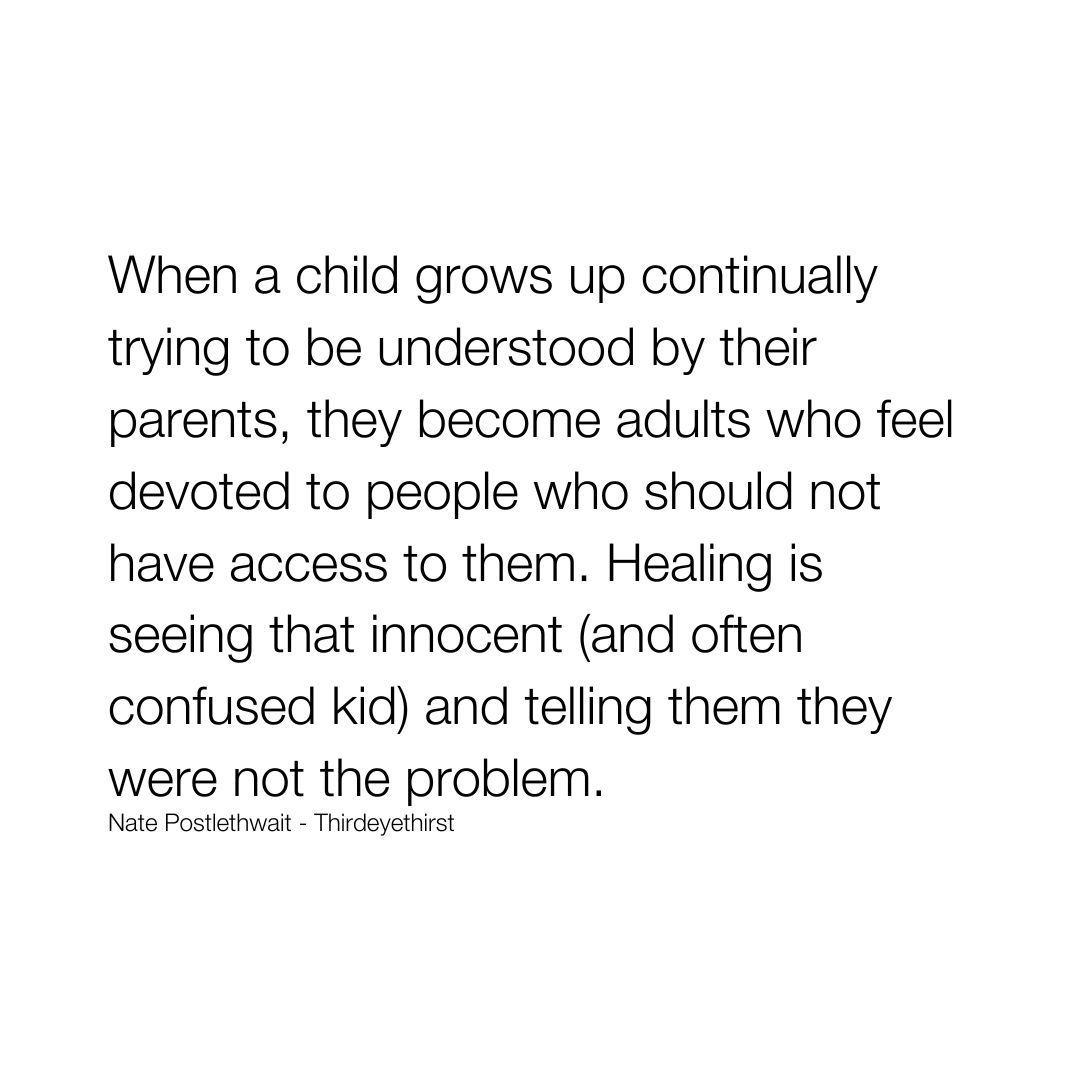 When a child grows up continually
trying to be understood by their
parents, they become adults who feel
devoted to people who should not
have access to them. Healing is
seeing that innocent (and often
confused kid) and telling them they
were not the problem.
Nate Postlethwait - Thirdeyethirst